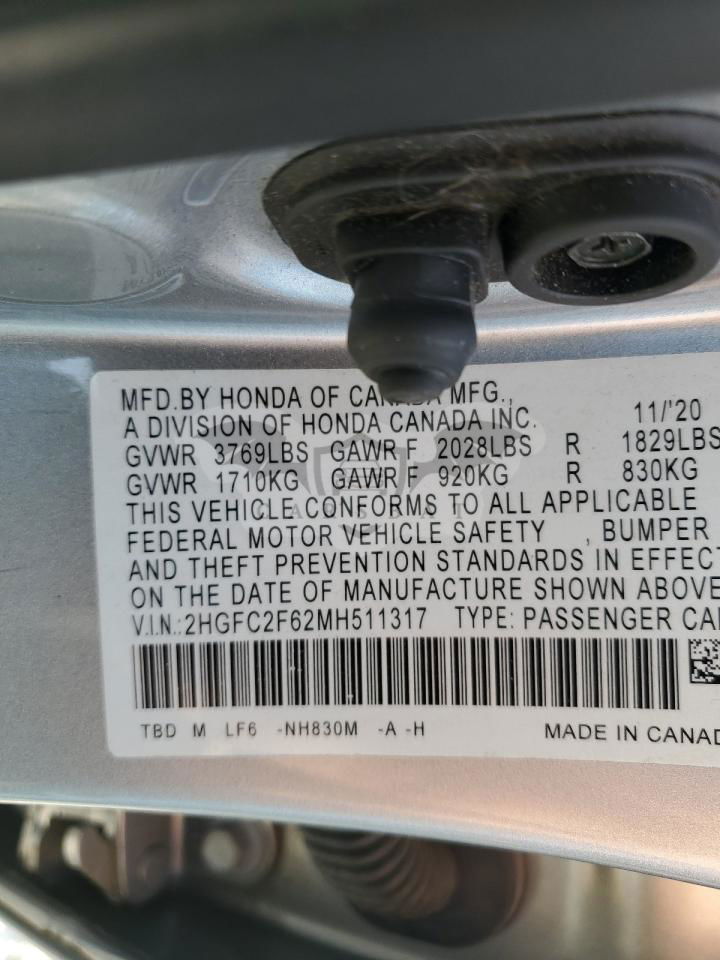 MFD.BY HONDA OF CANADA MFG.,
A DIVISION OF HONDA CANADA INC. 11/'20
GVWR 3769LBS GAWR F 2028LBS R 1829LBS
GVWR 1710KG GAWR F 920KG R 830KG
THIS VEHICLE CONFORMS TO ALL APPLICABLE
FEDERAL MOTOR VEHICLE SAFETY , BUMPER
AND THEFT PREVENTION STANDARDS IN EFFECT
ON THE DATE OF MANUFACTURE SHOWN ABOVE
V.I.N.:2HGFC2F62MH511317 TYPE: PASSENGER CAR
TBD M LF6 -NH830M -A -H MADE IN CANAD